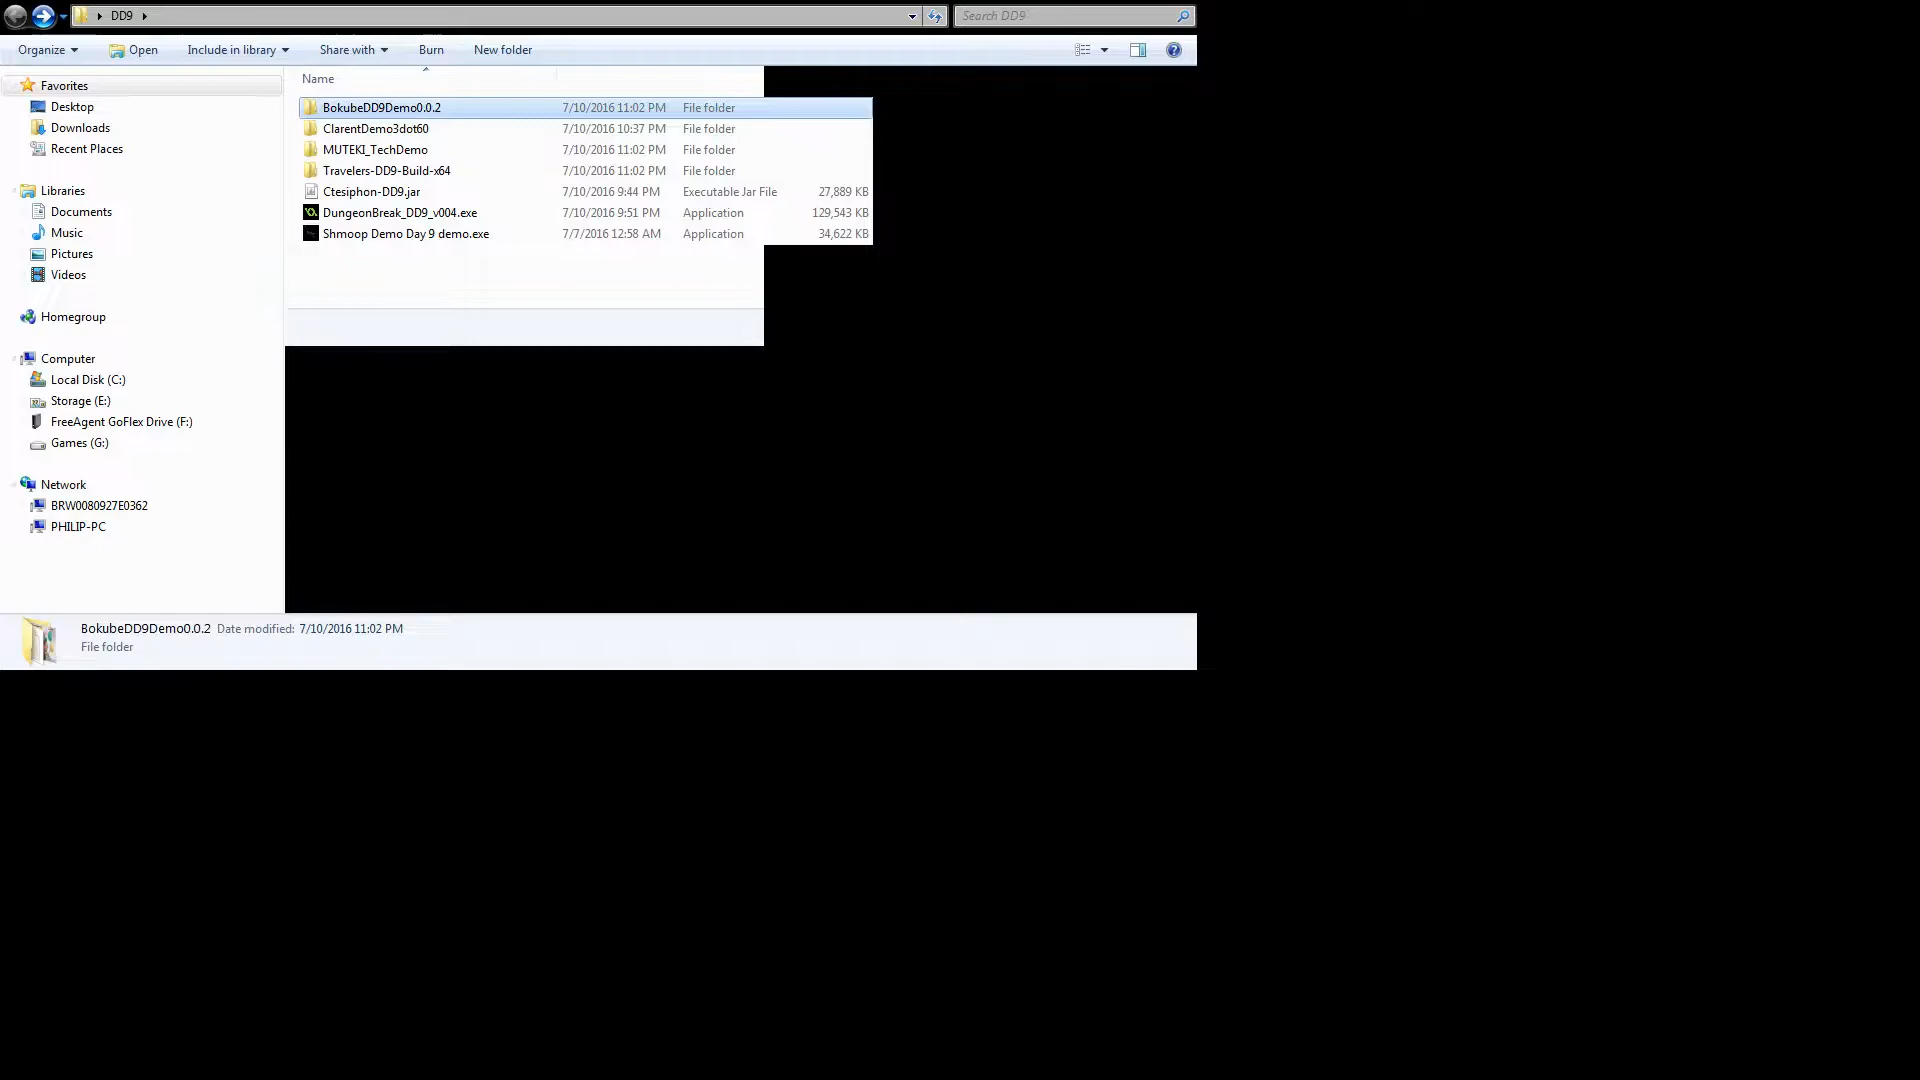 DD9
Search DD9
Organize Open Include in library Share with Burn New folder
Favorites
Desktop
Downloads
Recent Places
Libraries
Documents
Music
Pictures
Videos
Homegroup
Computer
Local Disk (C:)
Storage (E:)
FreeAgent GoFlex Drive (F:)
Games (G:)
Network
BRW0080927E0362
PHILIP-PC
Name
BokubeDD9Demo0.0.2 7/10/2016 11:02 PM File folder
ClarentDemo3dot60 7/10/2016 10:37 PM File folder
MUTEKI_TechDemo 7/10/2016 11:02 PM File folder
Travelers-DD9-Build-x64 7/10/2016 11:02 PM File folder
Ctesiphon-DD9.jar 7/10/2016 9:44 PM Executable Jar File 27,889 KB
DungeonBreak_DD9_v004.exe 7/10/2016 9:51 PM Application 129,543 KB
Shmoop Demo Day 9 demo.exe 7/7/2016 12:58 AM Application 34,622 KB
BokubeDD9Demo0.0.2 Date modified: 7/10/2016 11:02 PM
File folder